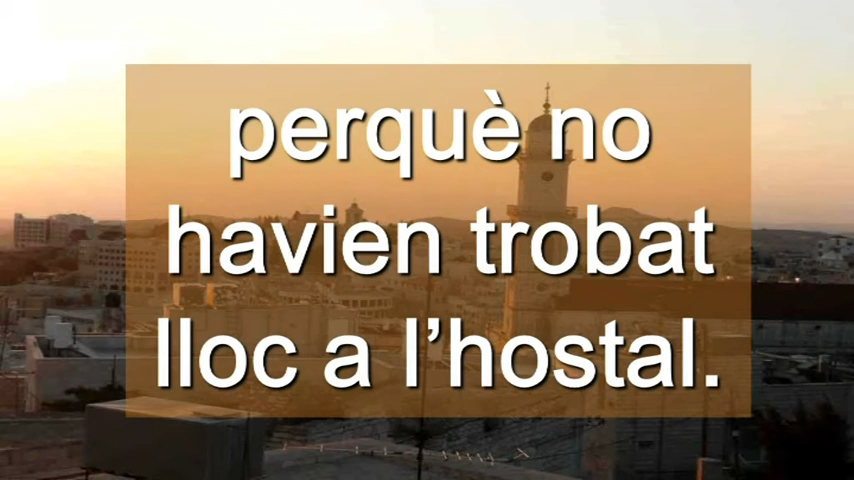 perquè no
havien trobat
lloc a l’hostal.